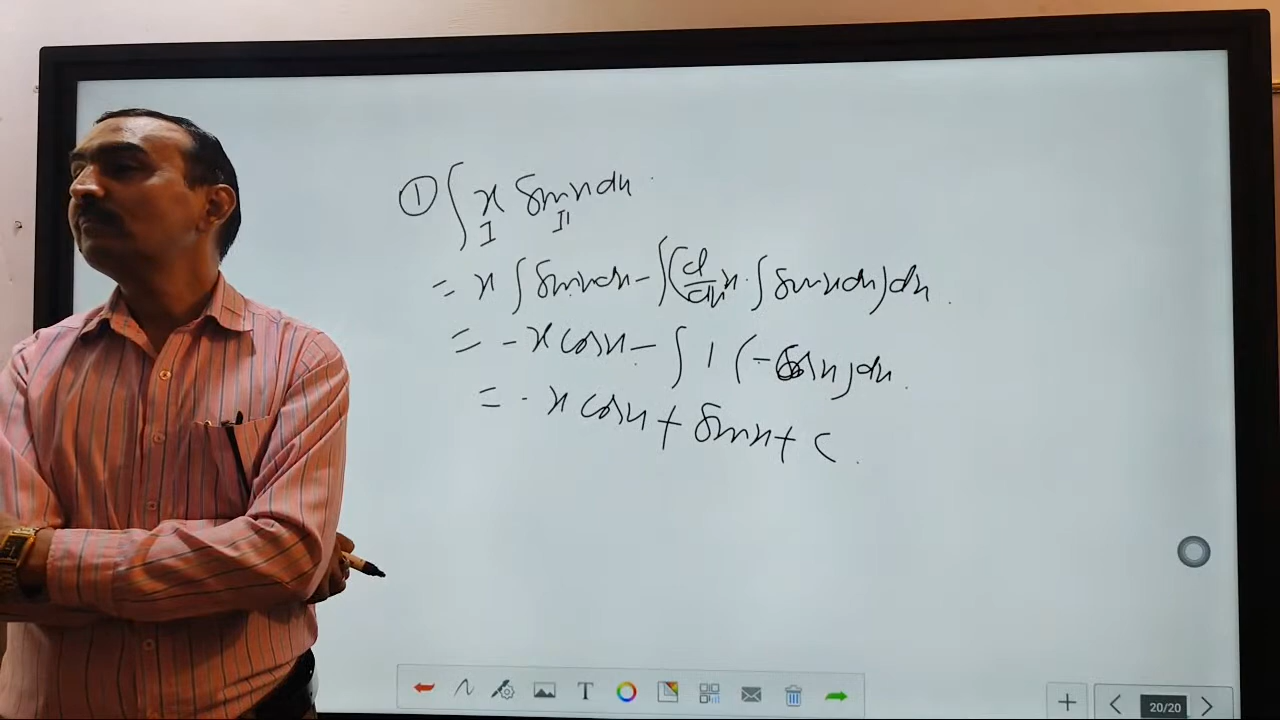 ① ∫ x sinx dx.
I II
= x ∫ sinx dx - ∫ (d/dx x · ∫ sinx dx) dx.
= -x cosx - ∫ 1 (-cosx) dx.
= -x cosx + sinx + c.
T
20/20